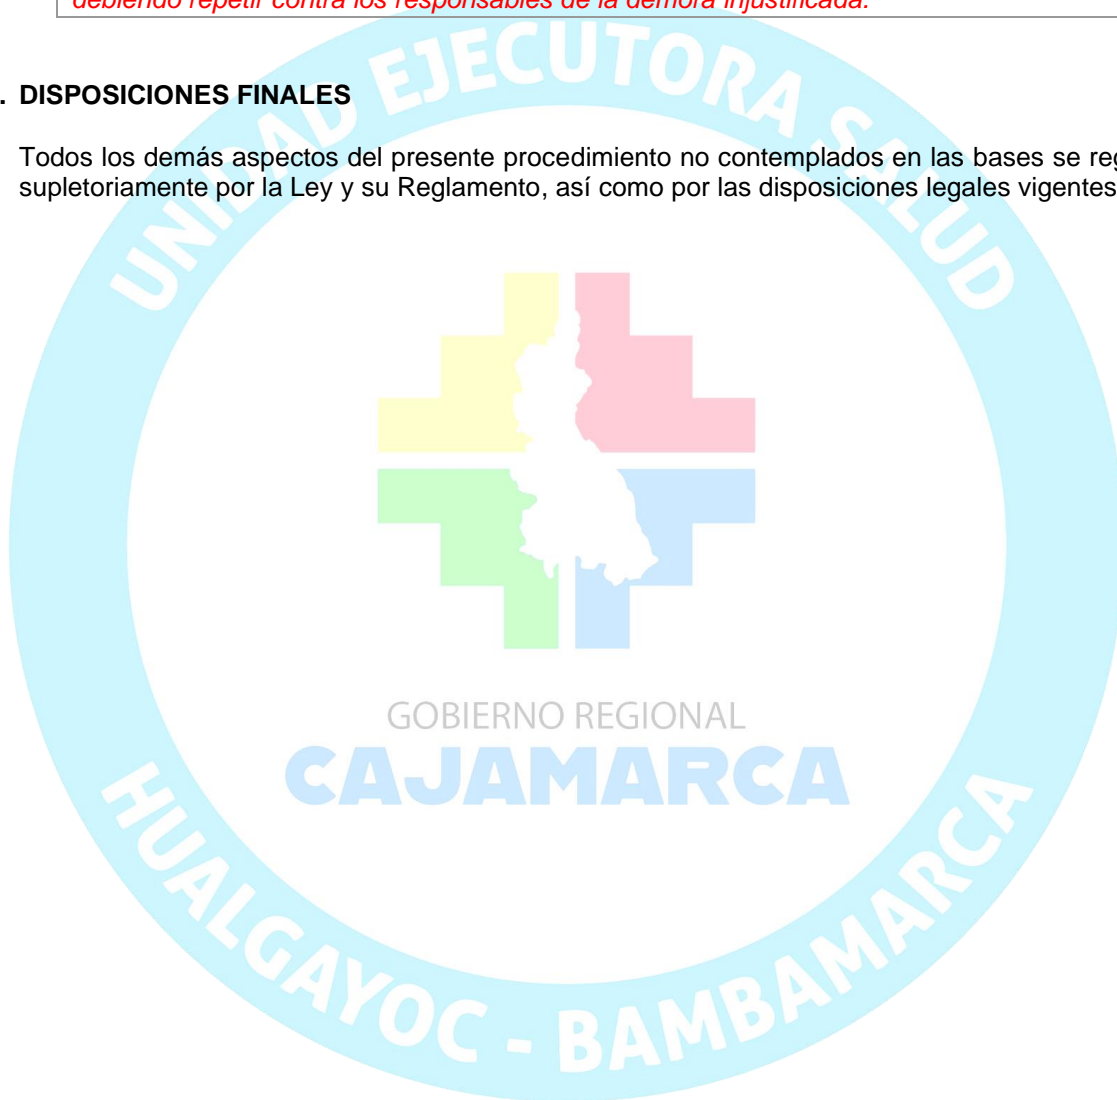 debiendo repetir contra los responsables de la demora injustificada.
. DISPOSICIONES FINALES
Todos los demás aspectos del presente procedimiento no contemplados en las bases se
supletoriamente por la Ley y su Reglamento, así como por las disposiciones legales vigentes
UNIDAD EJECUTORA SALUD
GOBIERNO REGIONAL
CAJAMARCA
HUALGAYOC - BAMBAMARCA